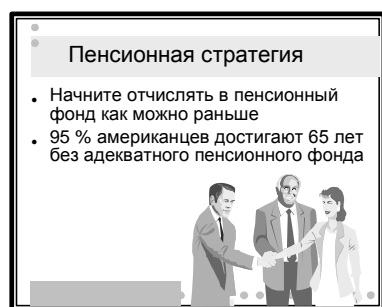 Пенсионная стратегия
• Начните отчислять в пенсионный
фонд как можно раньше
• 95 % американцев достигают 65 лет
без адекватного пенсионного фонда